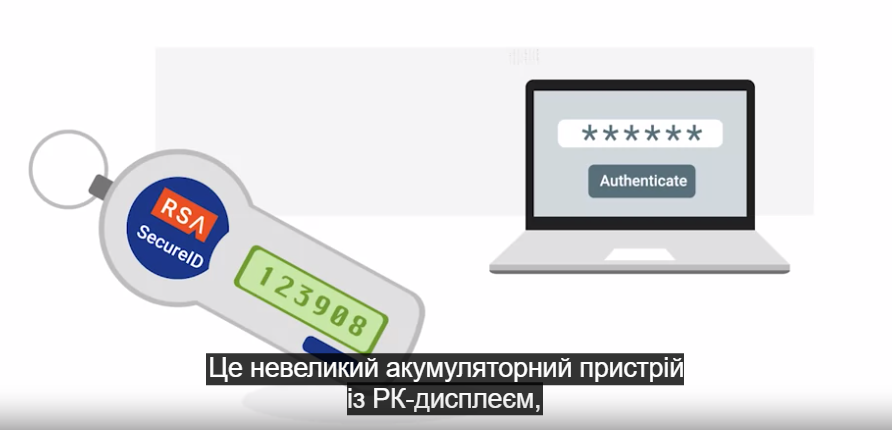 ******
Authenticate
RSA
SecureID
123908
Це невеликий акумуляторний пристрій
із РК-дисплеєм,